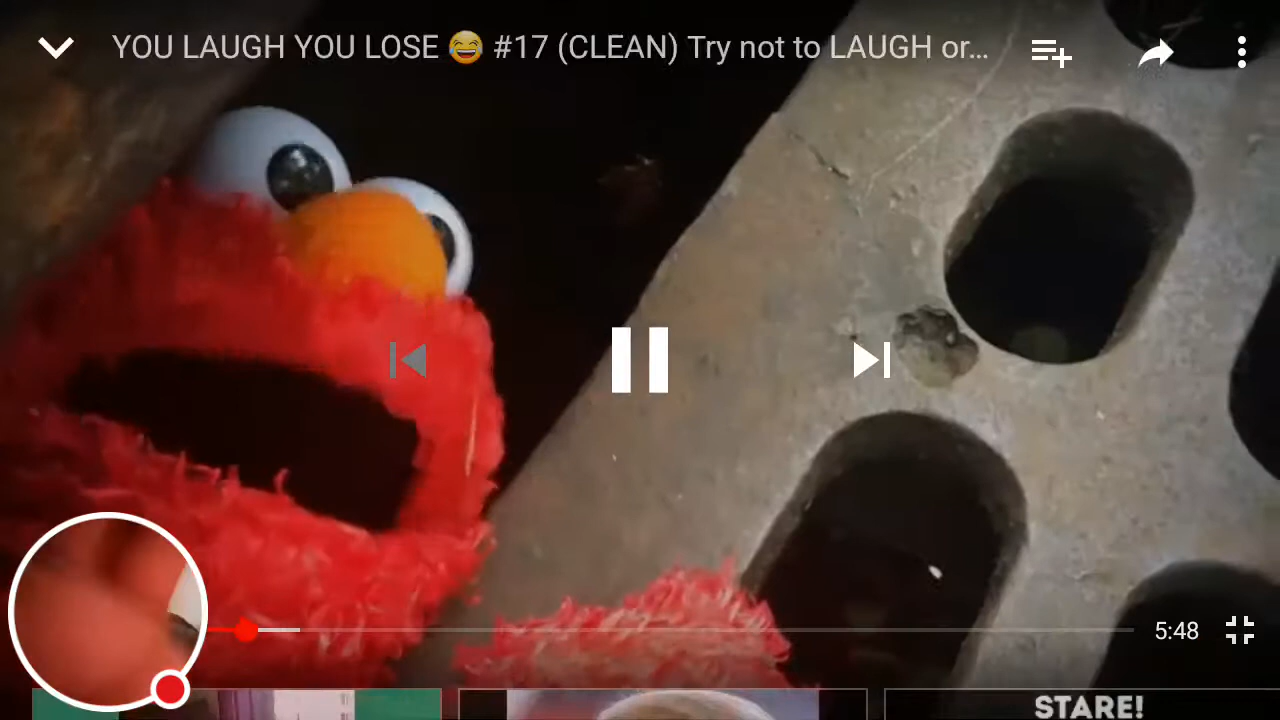 YOU LAUGH YOU LOSE 😂 #17 (CLEAN) Try not to LAUGH or...
5:48
STARE!